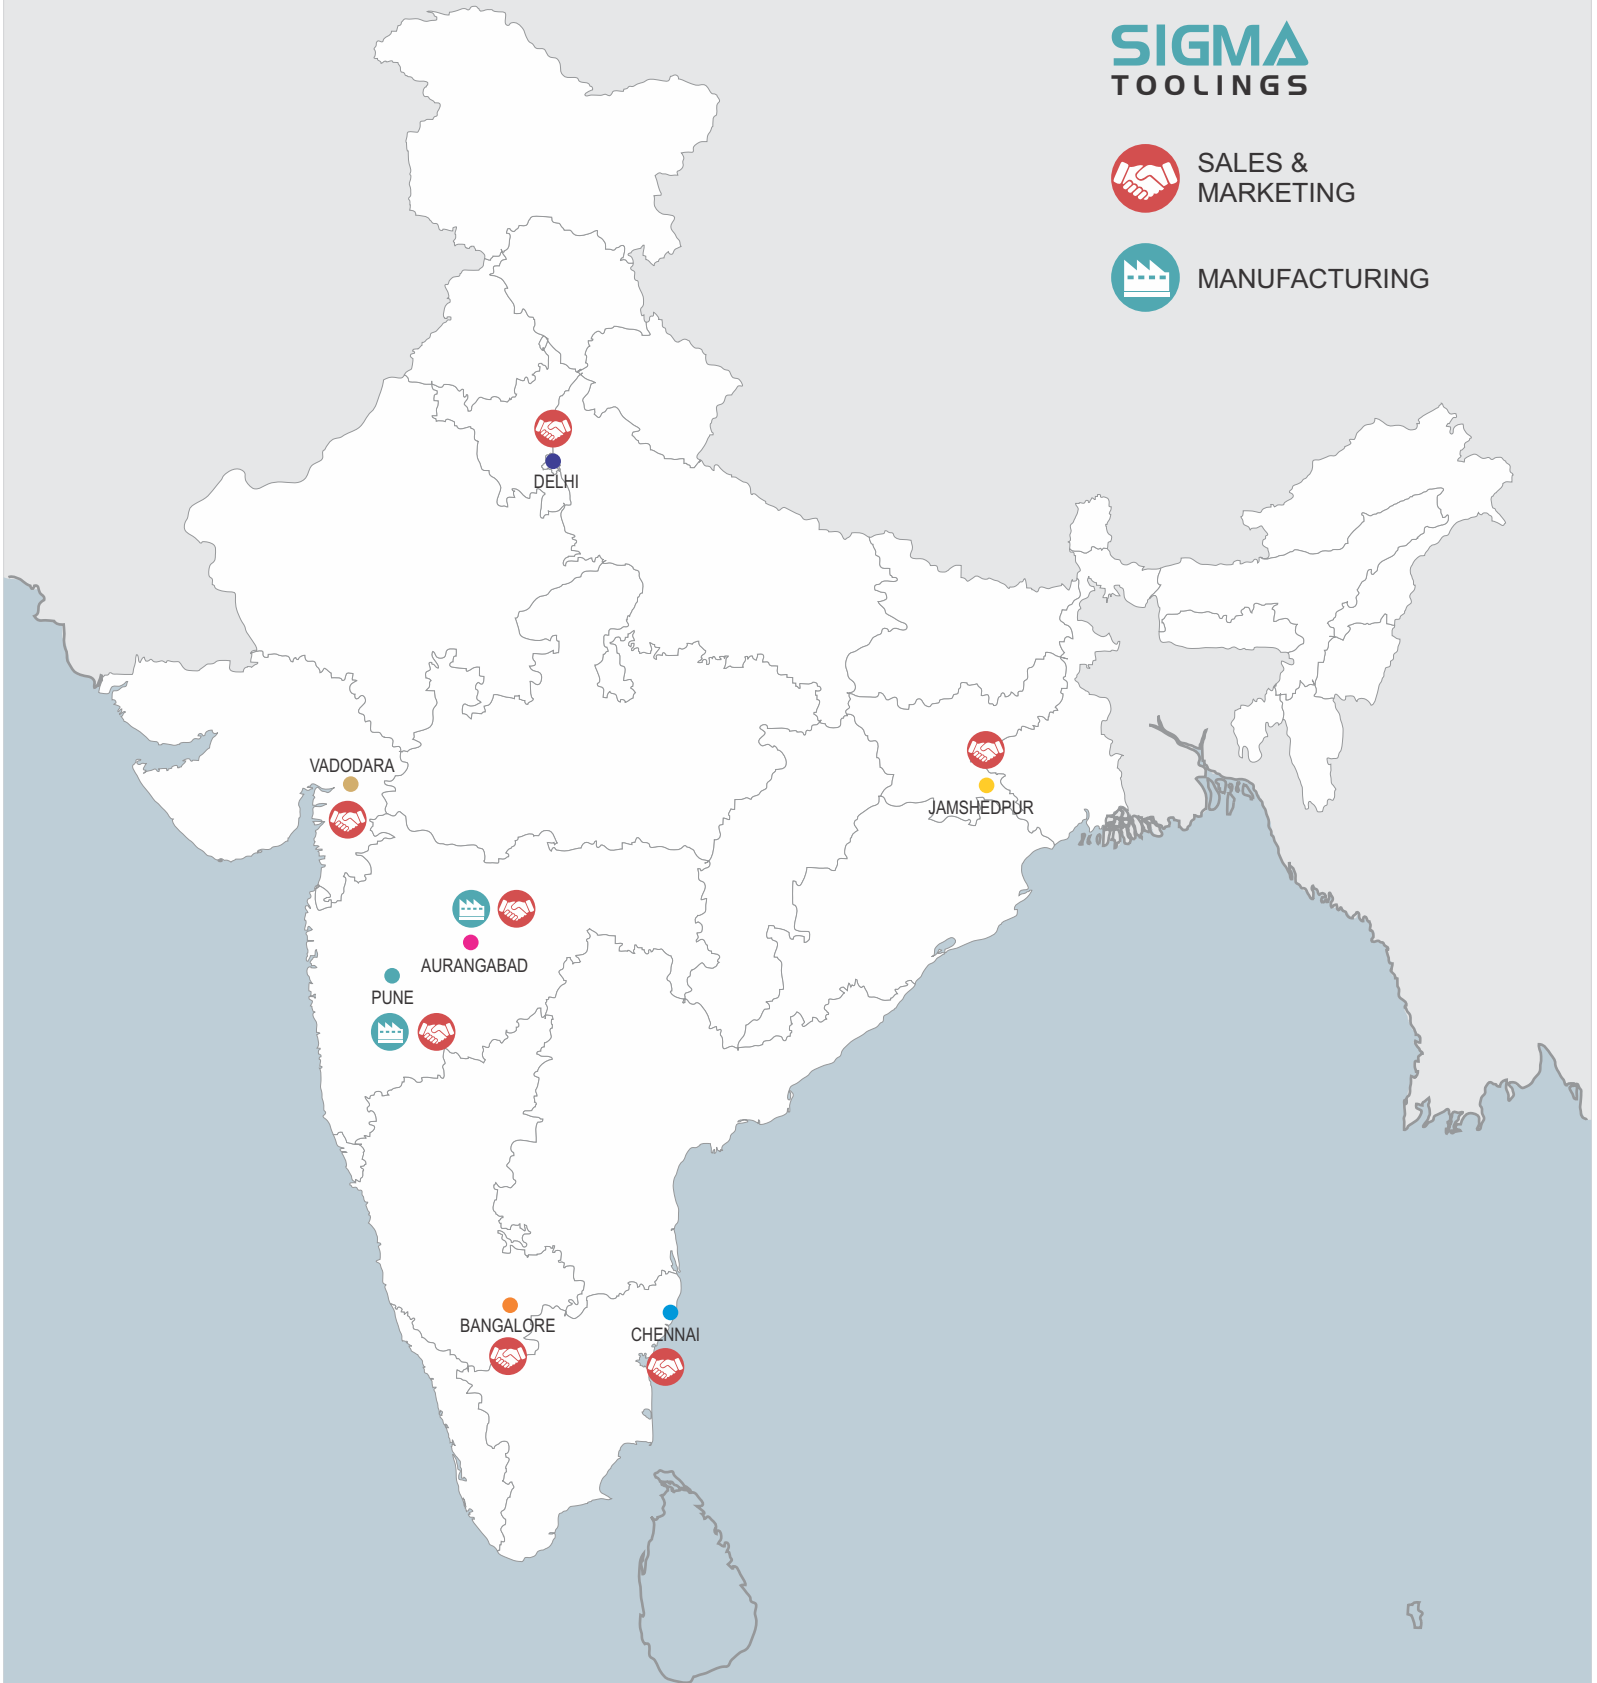 SIGMA
TOOLINGS
SALES &
MARKETING
MANUFACTURING
DELHI
VADODARA
JAMSHEDPUR
AURANGABAD
PUNE
BANGALORE
CHENNAI